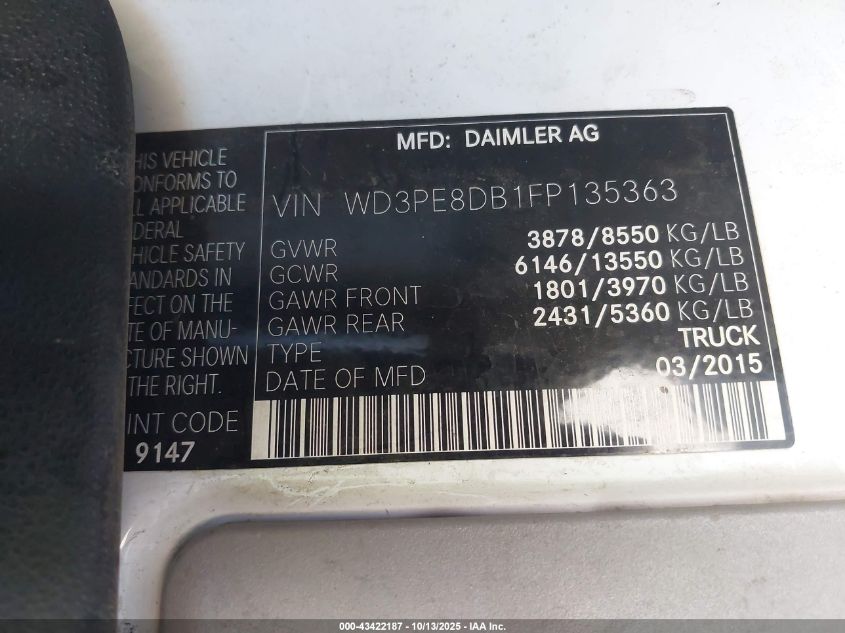 MFD: DAIMLER AG
HIS VEHICLE
ONFORMS TO
L APPLICABLE
DERAL
HICLE SAFETY
ANDARDS IN
FECT ON THE
TE OF MANU-
CTURE SHOWN
THE RIGHT.
INT CODE
9147
VIN WD3PE8DB1FP135363
GVWR 3878/8550 KG/LB
GCWR 6146/13550 KG/LB
GAWR FRONT 1801/3970 KG/LB
GAWR REAR 2431/5360 KG/LB
TYPE TRUCK
DATE OF MFD 03/2015
000-43422187 - 10/13/2025 - IAA Inc.